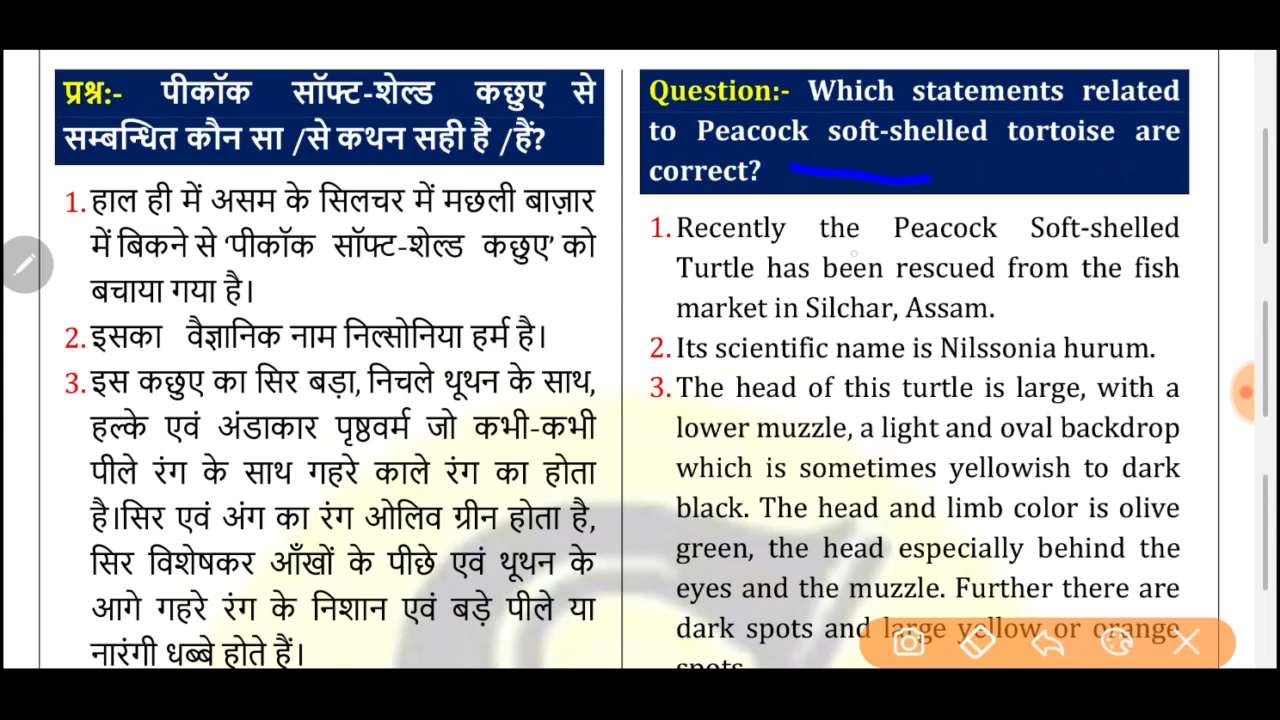 प्रश्न:- पीकॉक सॉफ्ट-शेल्ड कछुए से
सम्बन्धित कौन सा /से कथन सही है /हैं?
1. हाल ही में असम के सिलचर में मछली बाज़ार
में बिकने से ‘पीकॉक सॉफ्ट-शेल्ड कछुए’ को
बचाया गया है।
2. इसका वैज्ञानिक नाम निल्सोनिया हर्म है।
3. इस कछुए का सिर बड़ा, निचले थूथन के साथ,
हल्के एवं अंडाकार पृष्ठवर्म जो कभी-कभी
पीले रंग के साथ गहरे काले रंग का होता
है।सिर एवं अंग का रंग ओलिव ग्रीन होता है,
सिर विशेषकर आँखों के पीछे एवं थूथन के
आगे गहरे रंग के निशान एवं बड़े पीले या
नारंगी धब्बे होते हैं।
Question:- Which statements related
to Peacock soft-shelled tortoise are
correct?
1. Recently the Peacock Soft-shelled
Turtle has been rescued from the fish
market in Silchar, Assam.
2. Its scientific name is Nilssonia hurum.
3. The head of this turtle is large, with a
lower muzzle, a light and oval backdrop
which is sometimes yellowish to dark
black. The head and limb color is olive
green, the head especially behind the
eyes and the muzzle. Further there are
dark spots and large yellow or orange
spots